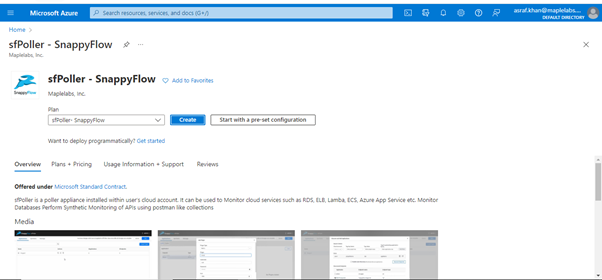 Microsoft Azure
Search resources, services, and docs (G+/)
asraf.khan@maplelabs....
DEFAULT DIRECTORY
Home >
sfPoller - SnappyFlow
Maplelabs, Inc.
SnappyFlow
sfPoller - SnappyFlow
Add to Favorites
Maplelabs, Inc.
Plan
sfPoller- SnappyFlow
Create
Start with a pre-set configuration
Want to deploy programmatically? Get started
Overview
Plans + Pricing
Usage Information + Support
Reviews
Offered under Microsoft Standard Contract.
sfPoller is a poller appliance installed within user's cloud account. It can be used to Monitor cloud services such as RDS, ELB, Lamba, ECS, Azure App Service etc. Monitor
Databases Perform Synthetic Monitoring of APIs using postman like collections
Media